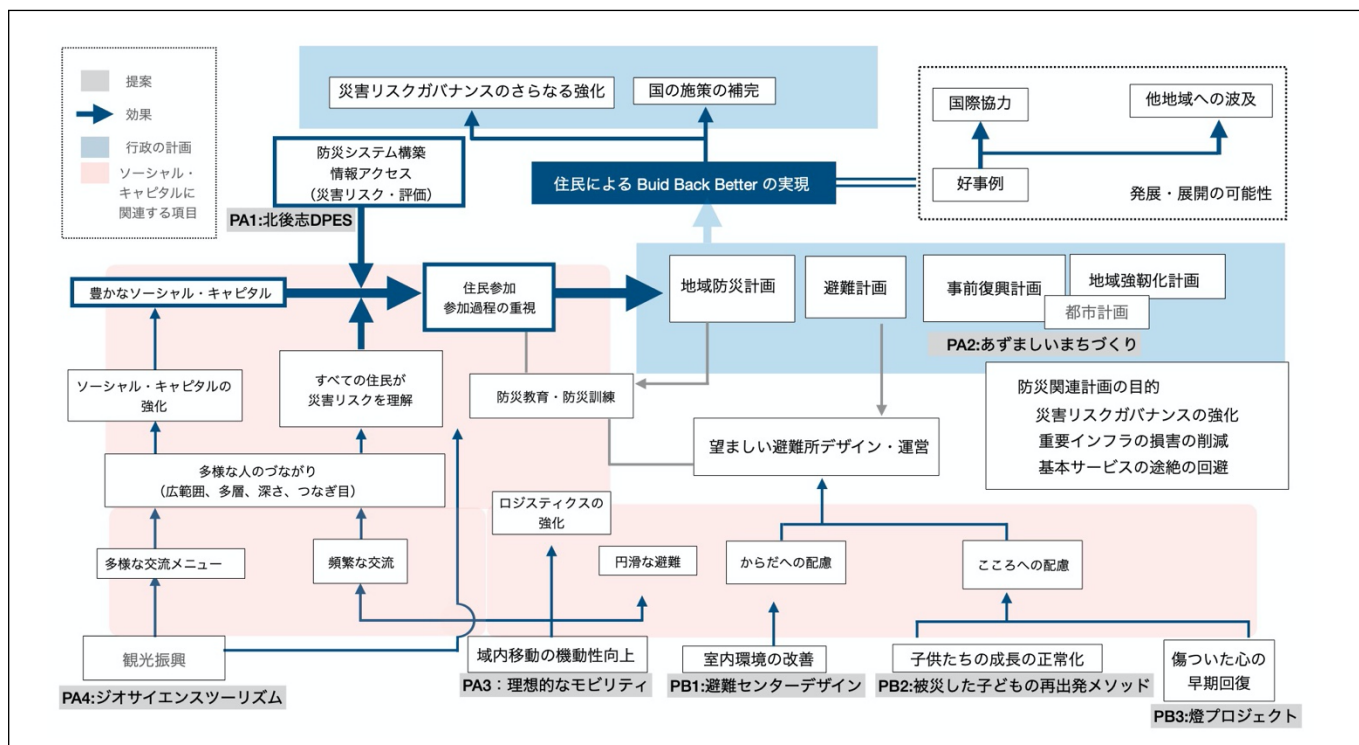 提案
効果
行政の計画
ソーシャル・
キャピタルに
関連する項目
災害リスクガバナンスのさらなる強化
国の施策の補完
国際協力
他地域への波及
好事例
発展・展開の可能性
防災システム構築
情報アクセス
(災害リスク・評価)
PA1:北後志DPES
住民による Buid Back Better の実現
豊かなソーシャル・キャピタル
住民参加
参加過程の重視
地域防災計画
避難計画
事前復興計画
地域強靭化計画
都市計画
PA2:あずましいまちづくり
ソーシャル・キャピタルの
強化
すべての住民が
災害リスクを理解
防災教育・防災訓練
望ましい避難所デザイン・運営
防災関連計画の目的
災害リスクガバナンスの強化
重要インフラの損害の削減
基本サービスの途絶の回避
多様な人のづながり
(広範囲、多層、深さ、つなぎ目)
ロジスティクスの
強化
多様な交流メニュー
頻繁な交流
円滑な避難
からだへの配慮
こころへの配慮
観光振興
PA4:ジオサイエンスツーリズム
域内移動の機動性向上
PA3：理想的なモビリティ
室内環境の改善
PB1:避難センターデザイン
子供たちの成長の正常化
PB2:被災した子どもの再出発メソッド
傷ついた心の
早期回復
PB3:燈プロジェクト